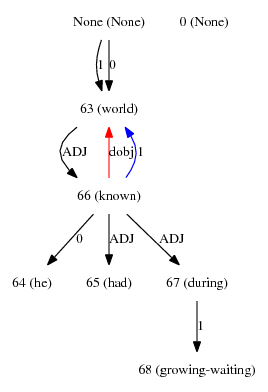 None (None) 0 (None)
1 0
63 (world)
ADJ dobj 1
66 (known)
0 ADJ ADJ
64 (he) 65 (had) 67 (during)
1
68 (growing-waiting)